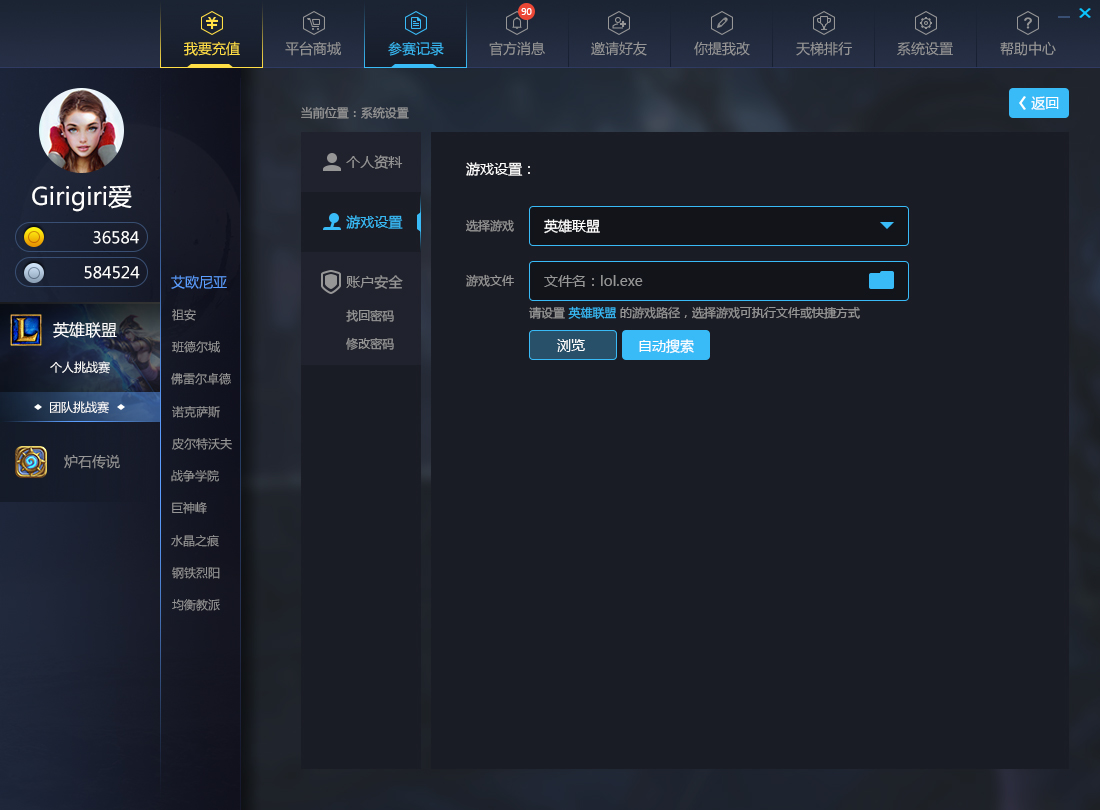 我要充值
平台商城
参赛记录
90
官方消息
邀请好友
你提我改
天梯排行
系统设置
?
帮助中心
Girigiri爱
36584
584524
L
英雄联盟
个人挑战赛
团队挑战赛
炉石传说
艾欧尼亚
祖安
班德尔城
佛雷尔卓德
诺克萨斯
皮尔特沃夫
战争学院
巨神峰
水晶之痕
钢铁烈阳
均衡教派
当前位置：系统设置
返回
个人资料
游戏设置
账户安全
找回密码
修改密码
游戏设置：
选择游戏
英雄联盟
游戏文件
文件名：lol.exe
请设置 英雄联盟 的游戏路径，选择游戏可执行文件或快捷方式
浏览
自动搜索